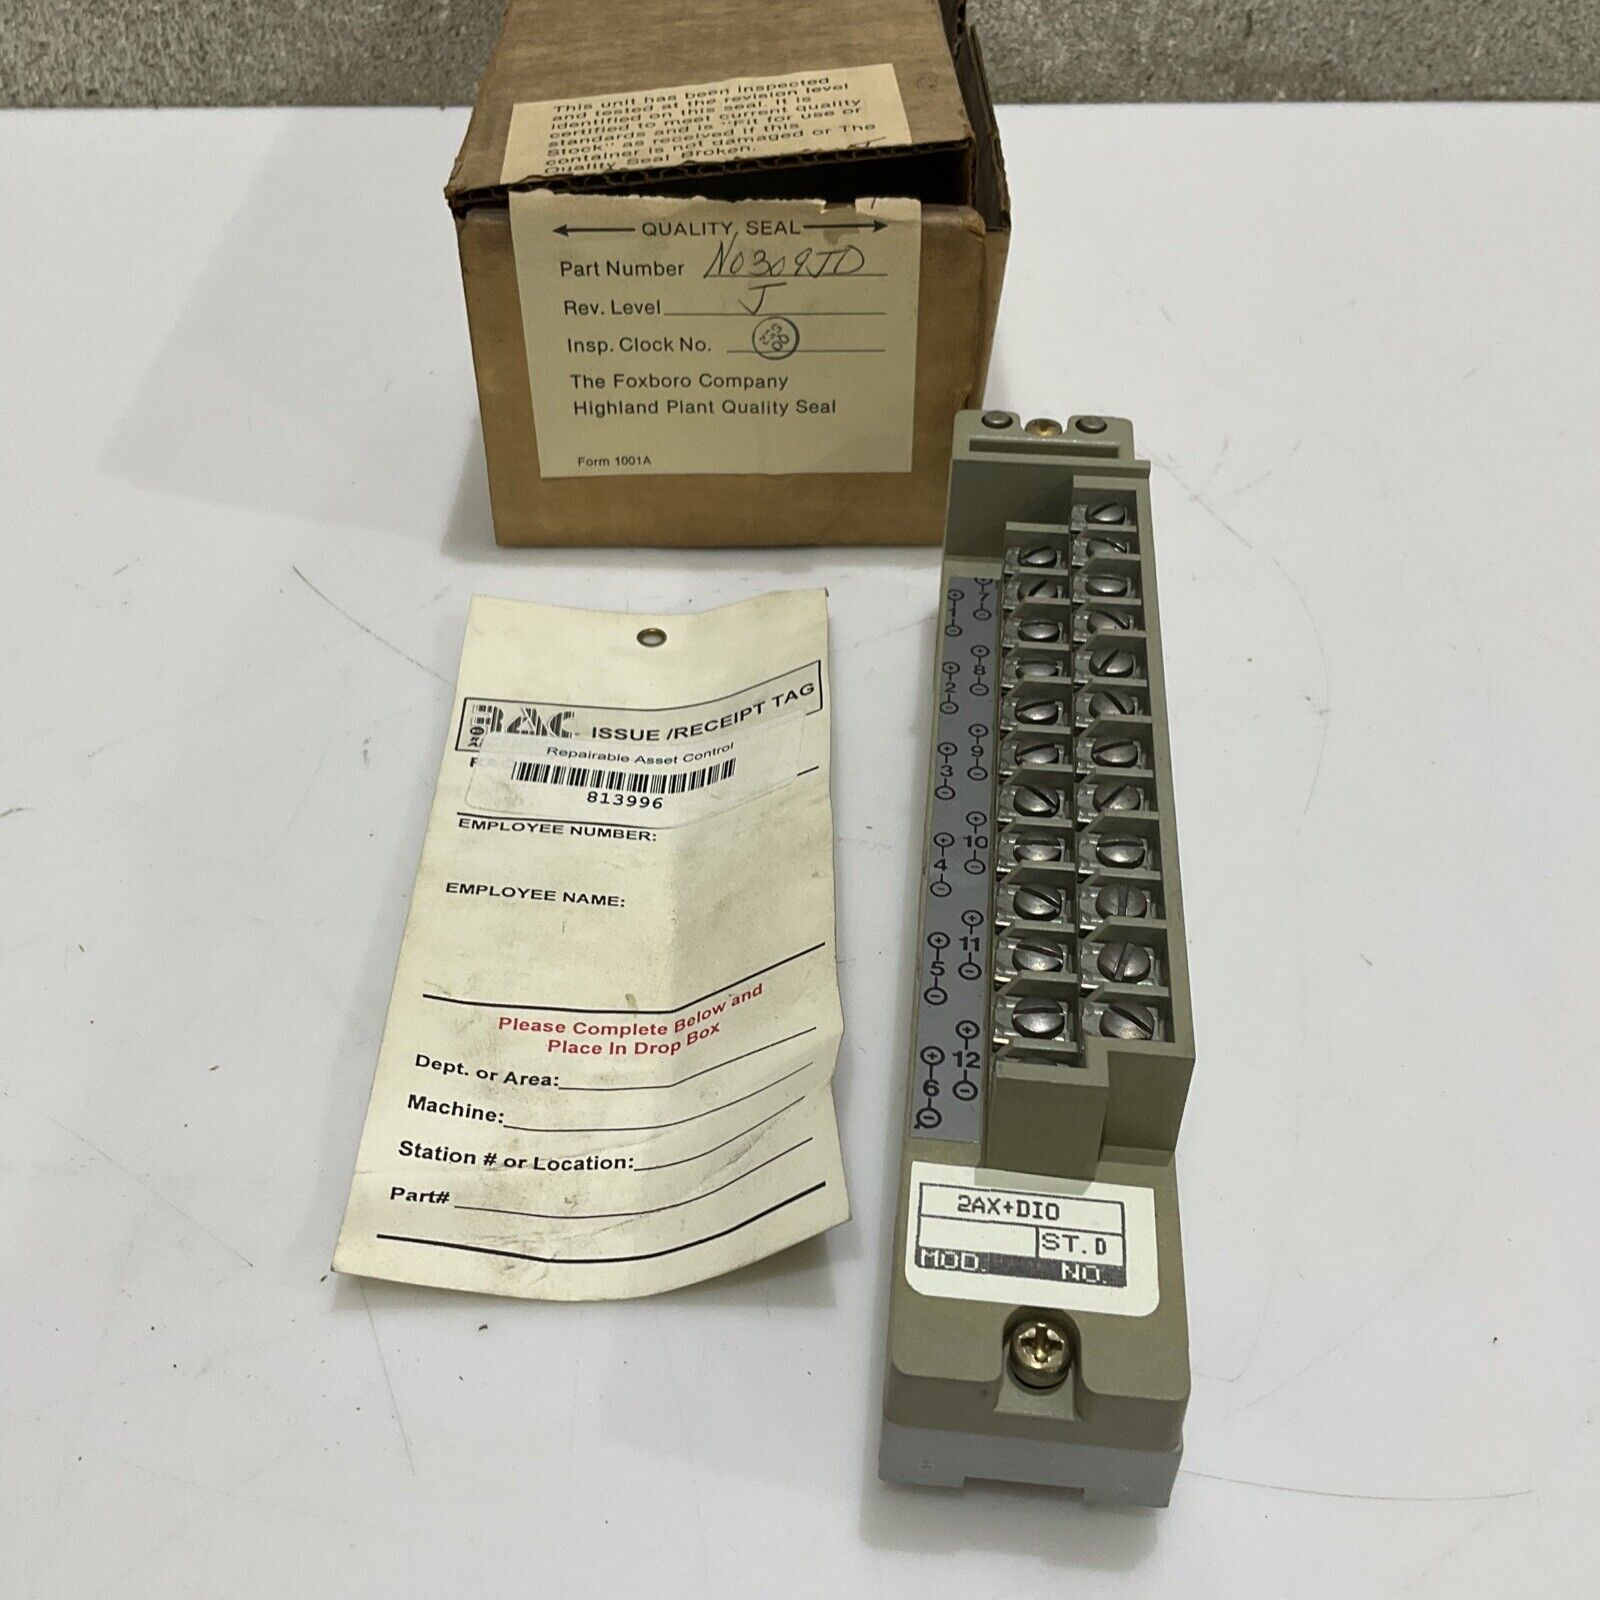 This unit has been inspected
and tested at the revision level
identified on this seal. It is
certified to meet current quality
standards and is "Fit for use or
Stock" as received if this
container is not damaged or The
Quality Seal Broken.
QUALITY SEAL
Part Number N0309JD
Rev. Level J
Insp. Clock No.
The Foxboro Company
Highland Plant Quality Seal
Form 1001A
RAC. ISSUE /RECEIPT TAG
Repairable Asset Control
813996
EMPLOYEE NUMBER:
EMPLOYEE NAME:
Please Complete Below and
Place In Drop Box
Dept. or Area:
Machine:
Station # or Location:
Part#
+ 1 - + 7 -
+ 2 - + 8 -
+ 3 - + 9 -
+ 4 - + 10 -
+ 5 - + 11 -
+ 6 - + 12 -
2AX+DIO
ST.D
MOD. NO.